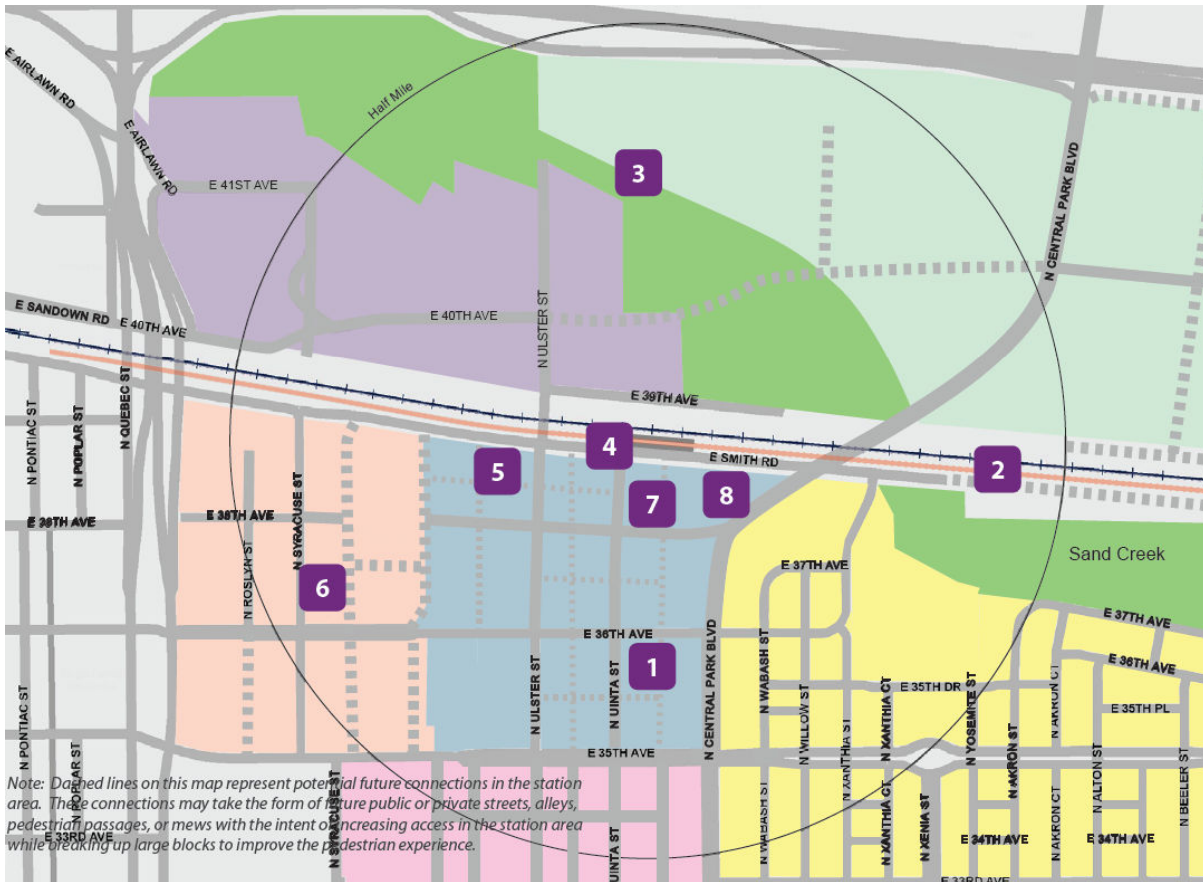 E AIRLAWN RD
E AIRLAWN RD
Half Mile
3
N CENTRAL PARK BLVD
E 41ST AVE
E SANDOWN RD
E 40TH AVE
E 40TH AVE
N ULSTER ST
E 39TH AVE
N PONTIAC ST
N POPLAR ST
N QUEBEC ST
4
E SMITH RD
5
2
7
8
E 38TH AVE
E 38TH AVE
N ROSLYN ST
N SYRACUSE ST
6
Sand Creek
E 37TH AVE
E 37TH AVE
E 36TH AVE
E 36TH AVE
1
N ULSTER ST
N UINTA ST
N CENTRAL PARK BLVD
N WABASH ST
N WILLOW ST
N XANTHIA ST
N XANTHIA CT
E 35TH DR
N YOSEMITE ST
N AKRON ST
N AKRON CT
N ALTON ST
E 35TH PL
N BEELER ST
E 35TH AVE
N PONTIAC ST
N POPLAR ST
Note: Dashed lines on this map represent potential future connections in the station
area. These connections may take the form of future public or private streets, alleys,
pedestrian passages, or mews with the intent of increasing access in the station area
while breaking up large blocks to improve the pedestrian experience.
E 33RD AVE
N SYRACUSE ST
UINTA ST
N WABASH ST
N XANTHIA CT
N XENIA ST
E 34TH AVE
N AKRON CT
E 34TH AVE
E 33RD AVE